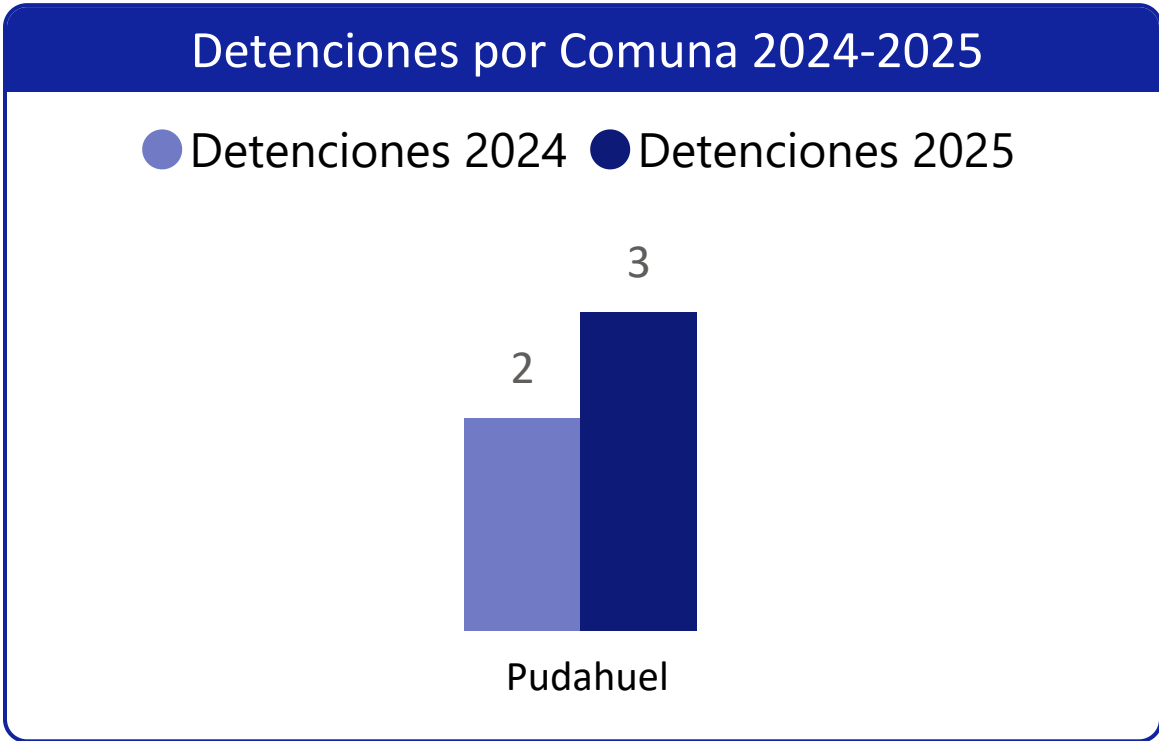 Detenciones por Comuna 2024-2025
Detenciones 2024 Detenciones 2025
3
2
Pudahuel